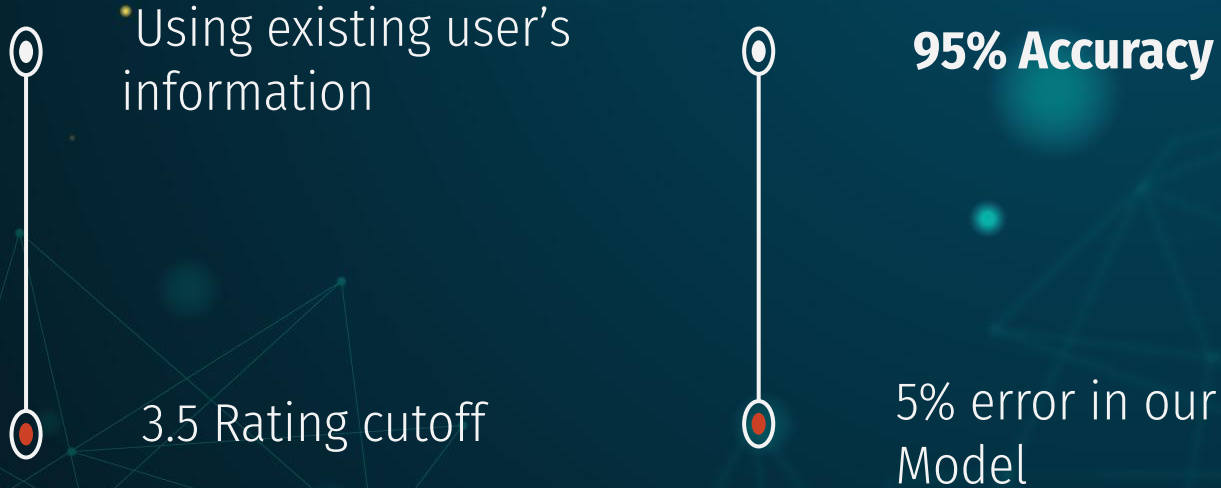 Using existing user’s
information
3.5 Rating cutoff
95% Accuracy
5% error in our
Model